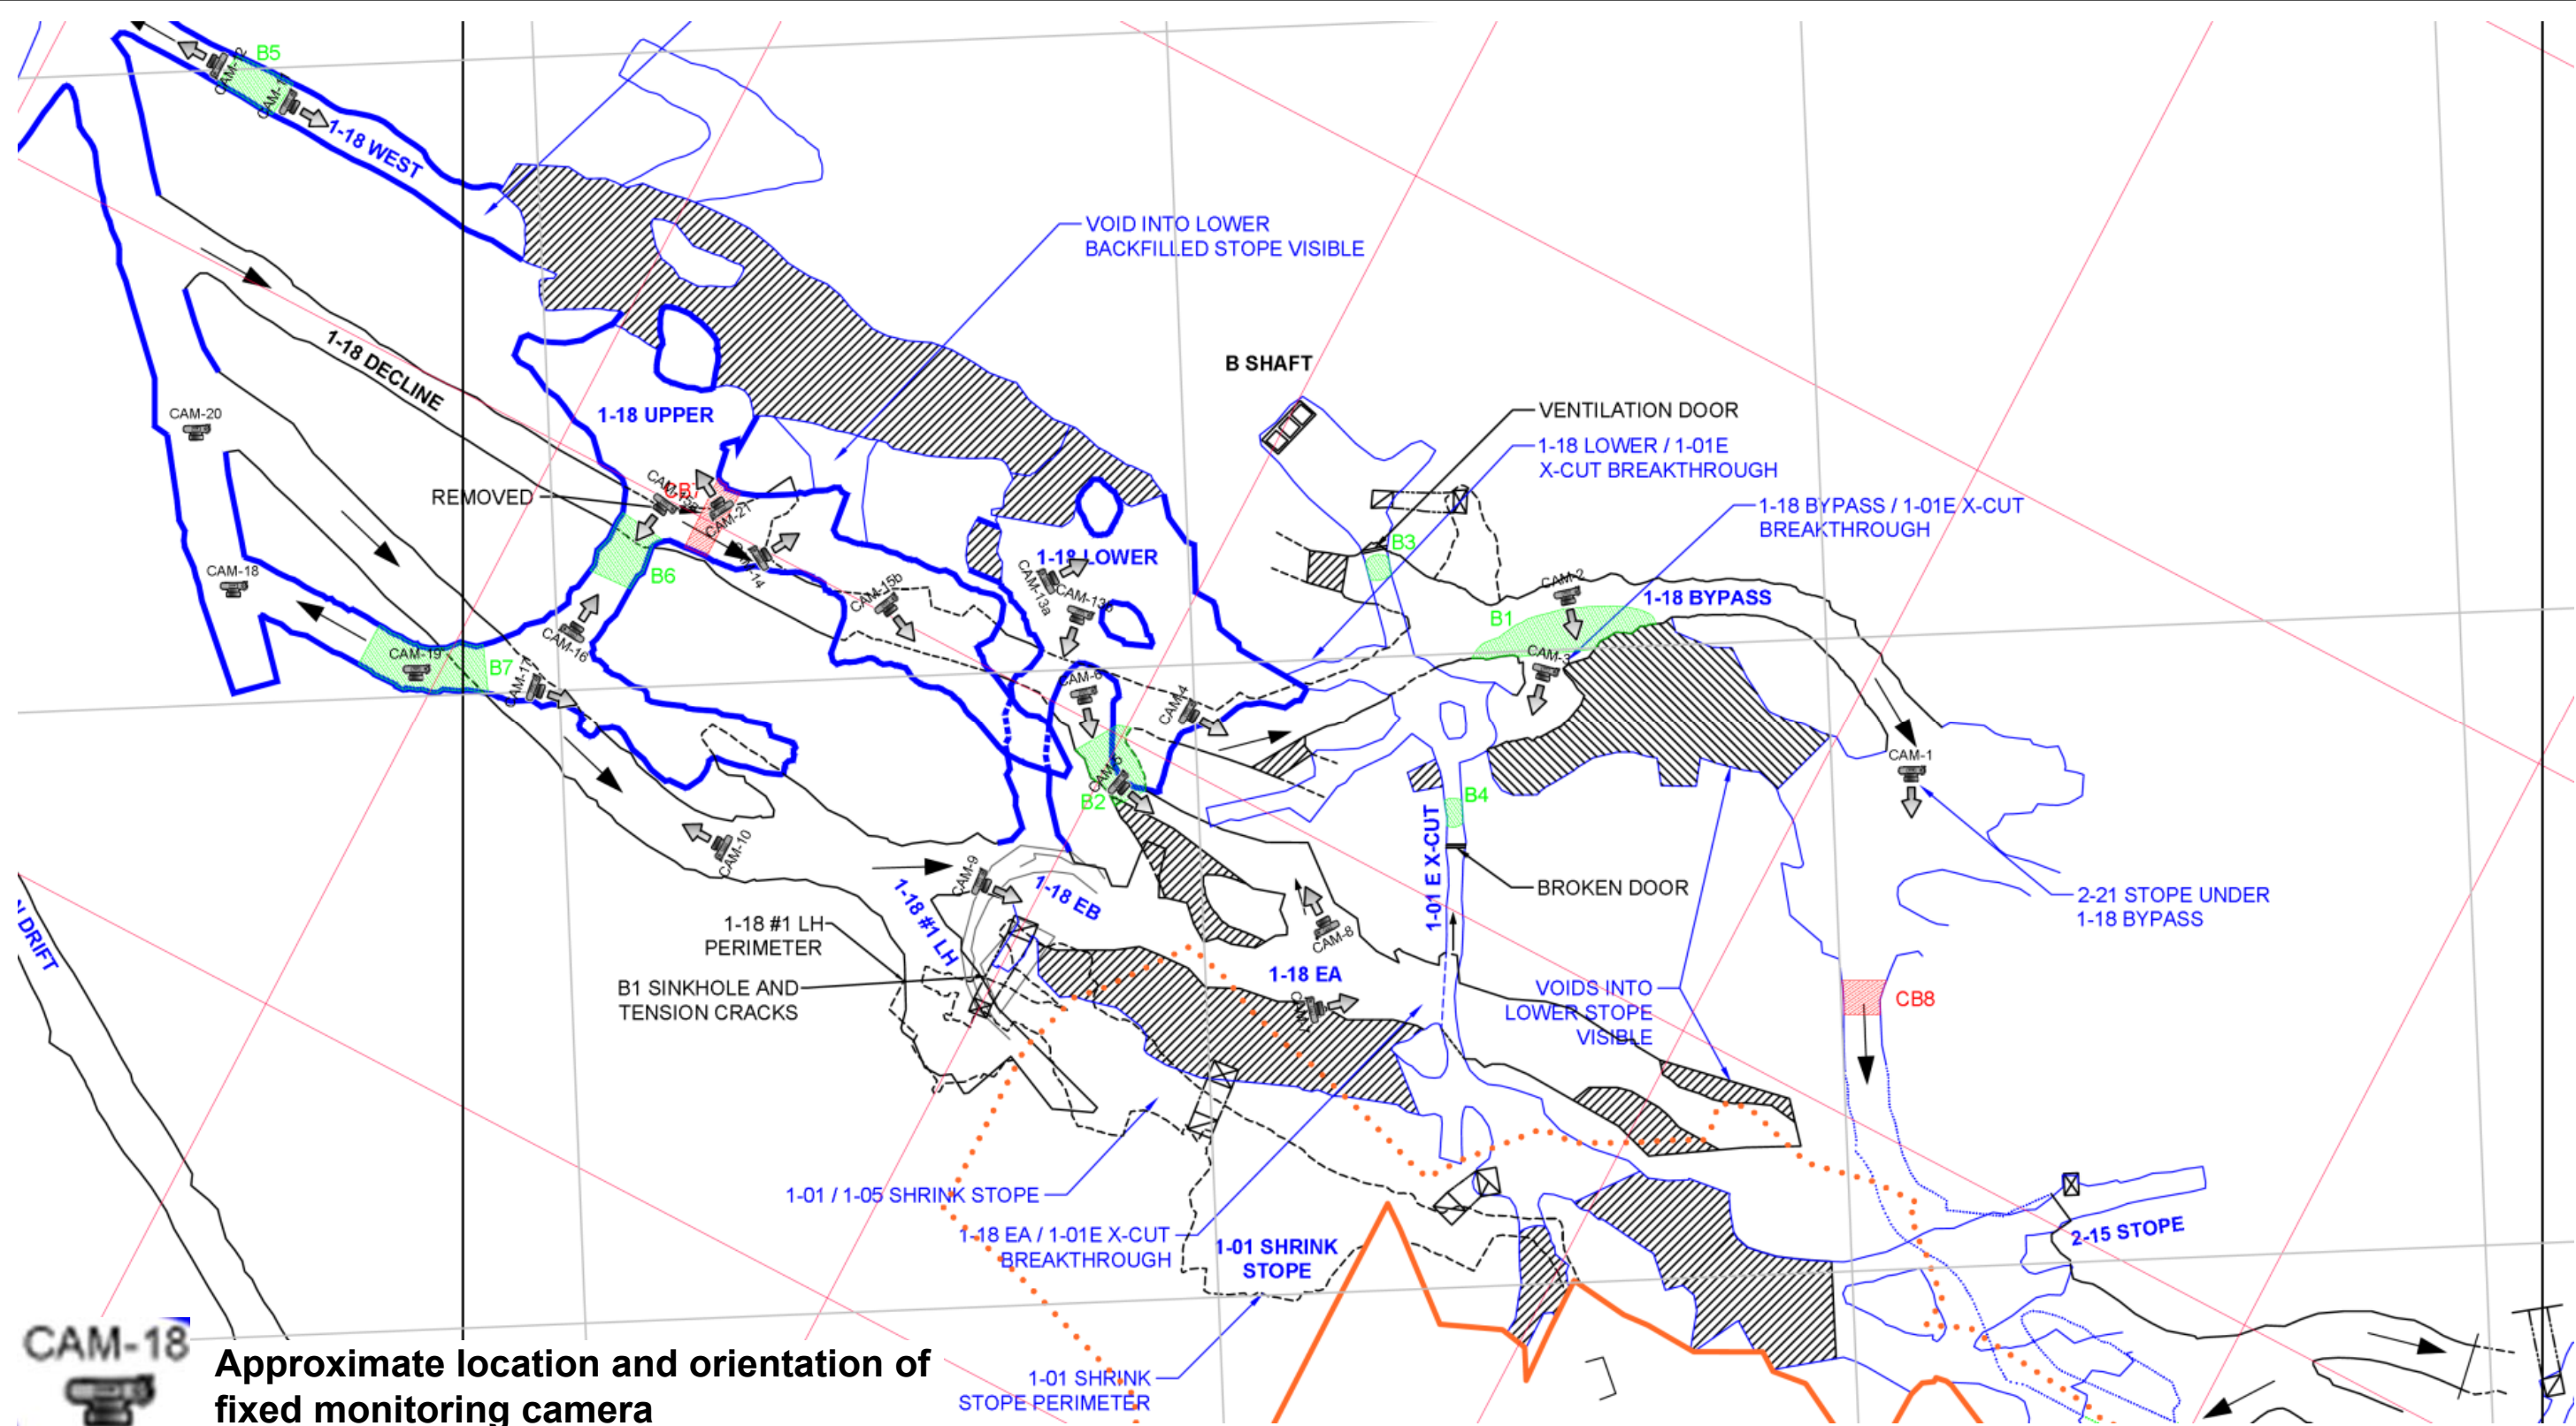 B5
1-18 WEST
VOID INTO LOWER
BACKFILLED STOPE VISIBLE
1-18 DECLINE
B SHAFT
CAM-20
1-18 UPPER
VENTILATION DOOR
1-18 LOWER / 1-01E
X-CUT BREAKTHROUGH
REMOVED
CAM-21
1-18 BYPASS / 1-01E X-CUT
BREAKTHROUGH
B3
1-18 LOWER
CAM-18
B6
CAM-15b
CAM-13a
CAM-2
1-18 BYPASS
B1
CAM-16
CAM-19
B7
CAM-17
CAM-3
CAM-4
CAM-1
B2
B4
1-01 E X-CUT
CAM-10
CAM-9
1-18 EB
1-18 #1 LH
BROKEN DOOR
2-21 STOPE UNDER
1-18 BYPASS
1-18 #1 LH
PERIMETER
CAM-8
DRIFT
B1 SINKHOLE AND
TENSION CRACKS
1-18 EA
VOIDS INTO
LOWER STOPE
VISIBLE
CB8
1-01 / 1-05 SHRINK STOPE
1-18 EA / 1-01E X-CUT
BREAKTHROUGH
1-01 SHRINK
STOPE
2-15 STOPE
1-01 SHRINK
STOPE PERIMETER
CAM-18
Approximate location and orientation of
fixed monitoring camera